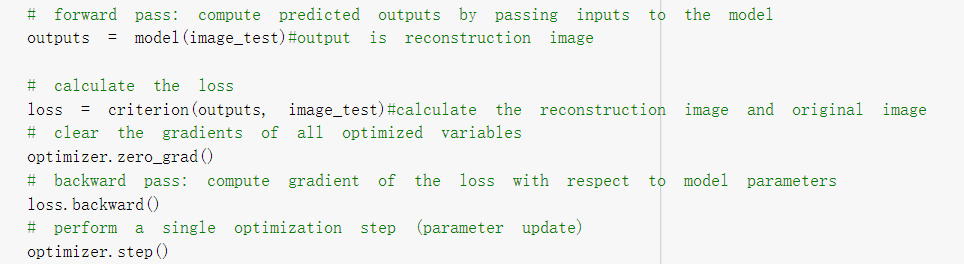 # forward pass: compute predicted outputs by passing inputs to the model
outputs = model(image_test)#output is reconstruction image
# calculate the loss
loss = criterion(outputs, image_test)#calculate the reconstruction image and original image
# clear the gradients of all optimized variables
optimizer.zero_grad()
# backward pass: compute gradient of the loss with respect to model parameters
loss.backward()
# perform a single optimization step (parameter update)
optimizer.step()